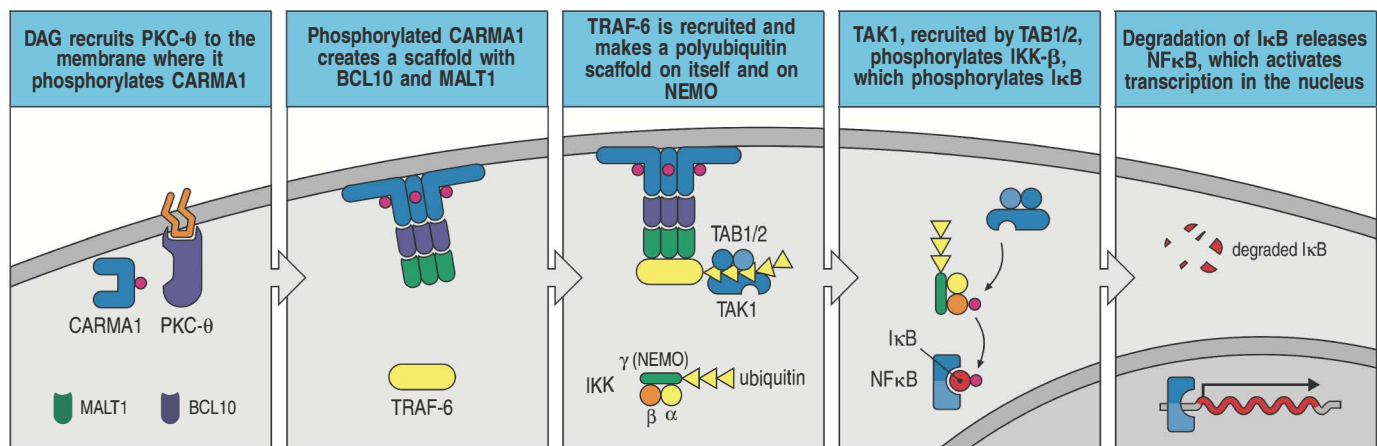 DAG recruits PKC-θ to the
membrane where it
phosphorylates CARMA1
Phosphorylated CARMA1
creates a scaffold with
BCL10 and MALT1
TRAF-6 is recruited and
makes a polyubiquitin
scaffold on itself and on
NEMO
TAK1, recruited by TAB1/2,
phosphorylates IKK-β,
which phosphorylates IκB
Degradation of IκB releases
NFκB, which activates
transcription in the nucleus
CARMA1
PKC-θ
MALT1
BCL10
TRAF-6
TAB1/2
TAK1
γ (NEMO)
IKK
ubiquitin
β
α
IκB
NFκB
degraded IκB